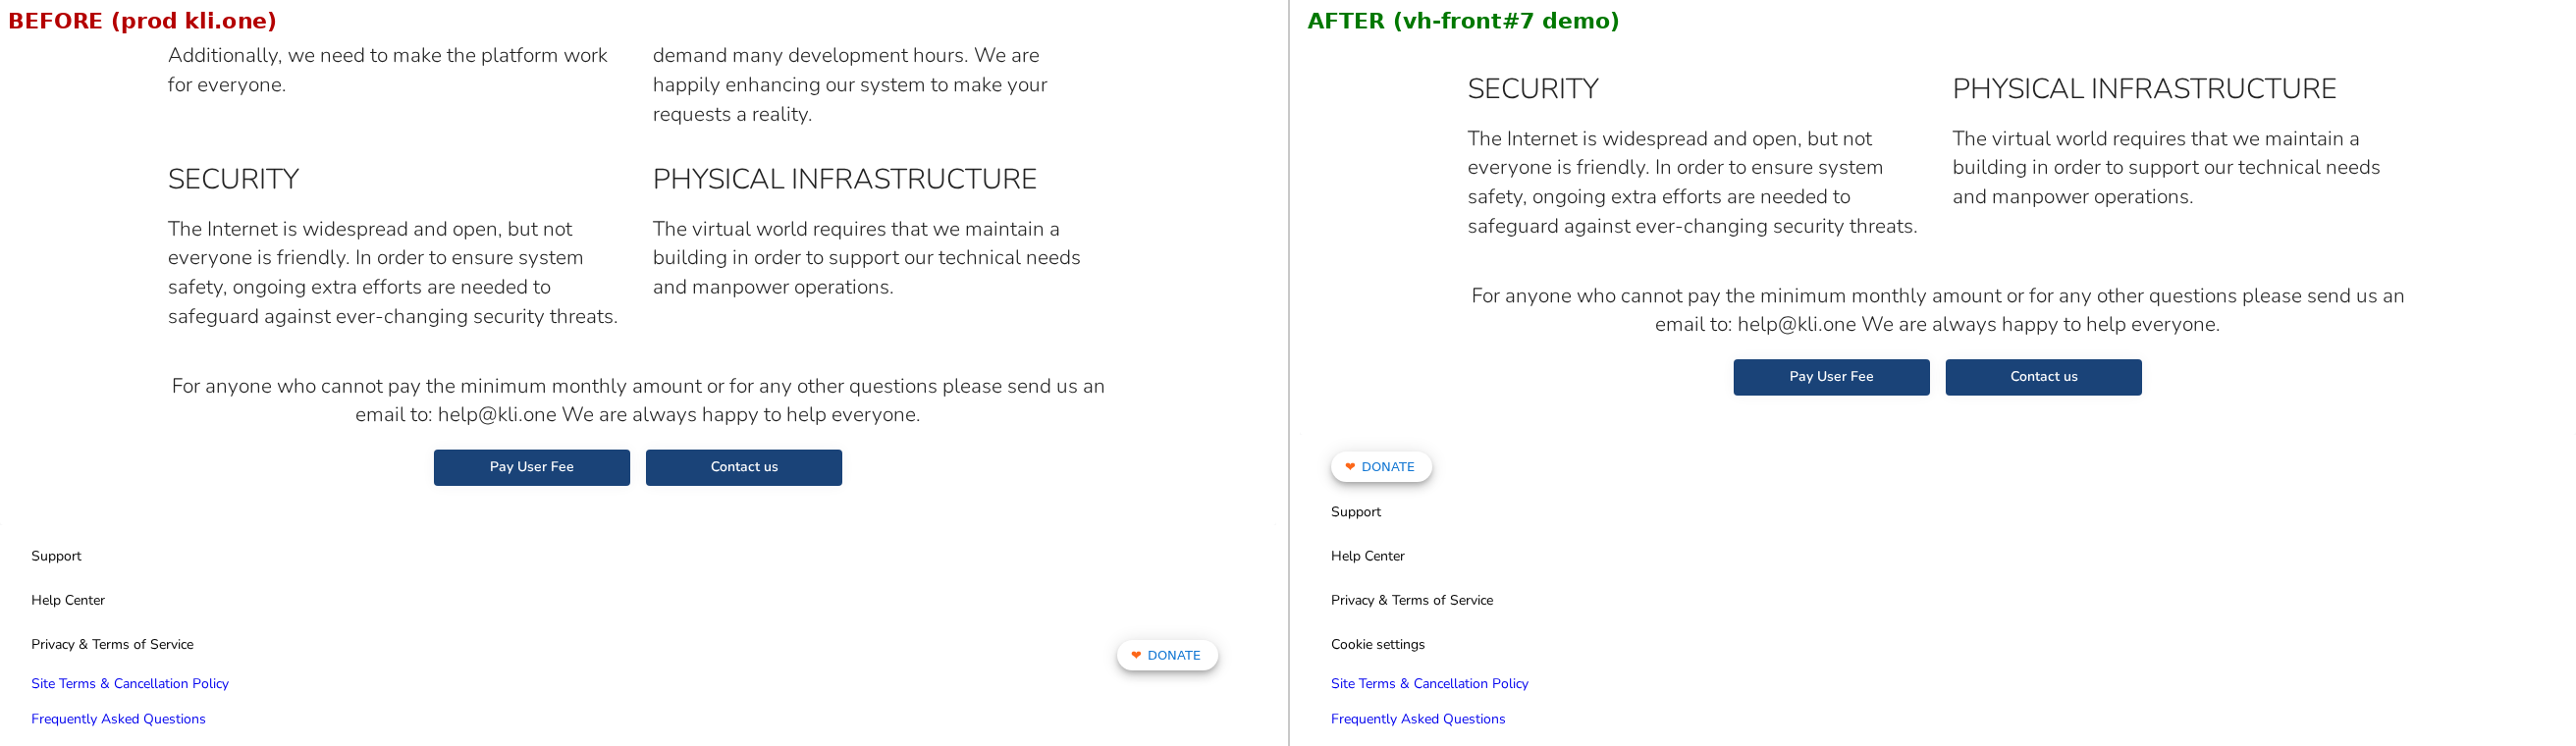 BEFORE (prod kli.one)
Additionally, we need to make the platform work
for everyone.
demand many development hours. We are
happily enhancing our system to make your
requests a reality.
SECURITY
The Internet is widespread and open, but not
everyone is friendly. In order to ensure system
safety, ongoing extra efforts are needed to
safeguard against ever-changing security threats.
PHYSICAL INFRASTRUCTURE
The virtual world requires that we maintain a
building in order to support our technical needs
and manpower operations.
For anyone who cannot pay the minimum monthly amount or for any other questions please send us an
email to: help@kli.one We are always happy to help everyone.
Pay User Fee
Contact us
Support
Help Center
Privacy & Terms of Service
❤ DONATE
Site Terms & Cancellation Policy
Frequently Asked Questions
AFTER (vh-front#7 demo)
SECURITY
The Internet is widespread and open, but not
everyone is friendly. In order to ensure system
safety, ongoing extra efforts are needed to
safeguard against ever-changing security threats.
PHYSICAL INFRASTRUCTURE
The virtual world requires that we maintain a
building in order to support our technical needs
and manpower operations.
For anyone who cannot pay the minimum monthly amount or for any other questions please send us an
email to: help@kli.one We are always happy to help everyone.
Pay User Fee
Contact us
❤ DONATE
Support
Help Center
Privacy & Terms of Service
Cookie settings
Site Terms & Cancellation Policy
Frequently Asked Questions